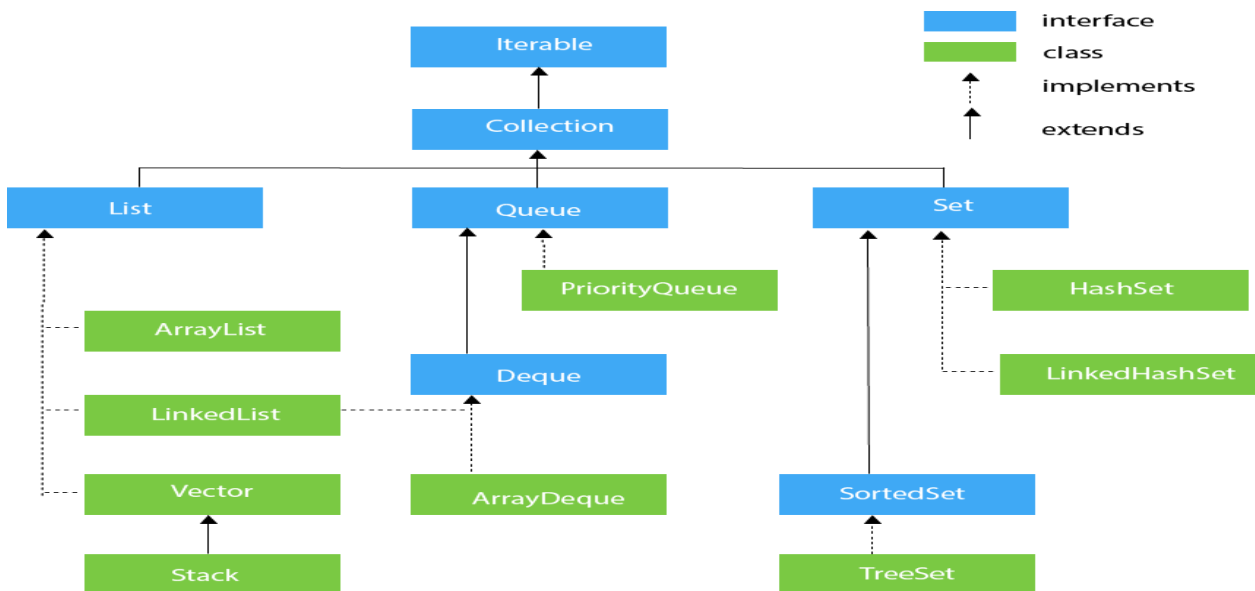 interface
Iterable
class
implements
Collection
extends
List
Queue
Set
PriorityQueue
HashSet
ArrayList
Deque
LinkedHashSet
LinkedList
Vector
ArrayDeque
SortedSet
Stack
TreeSet